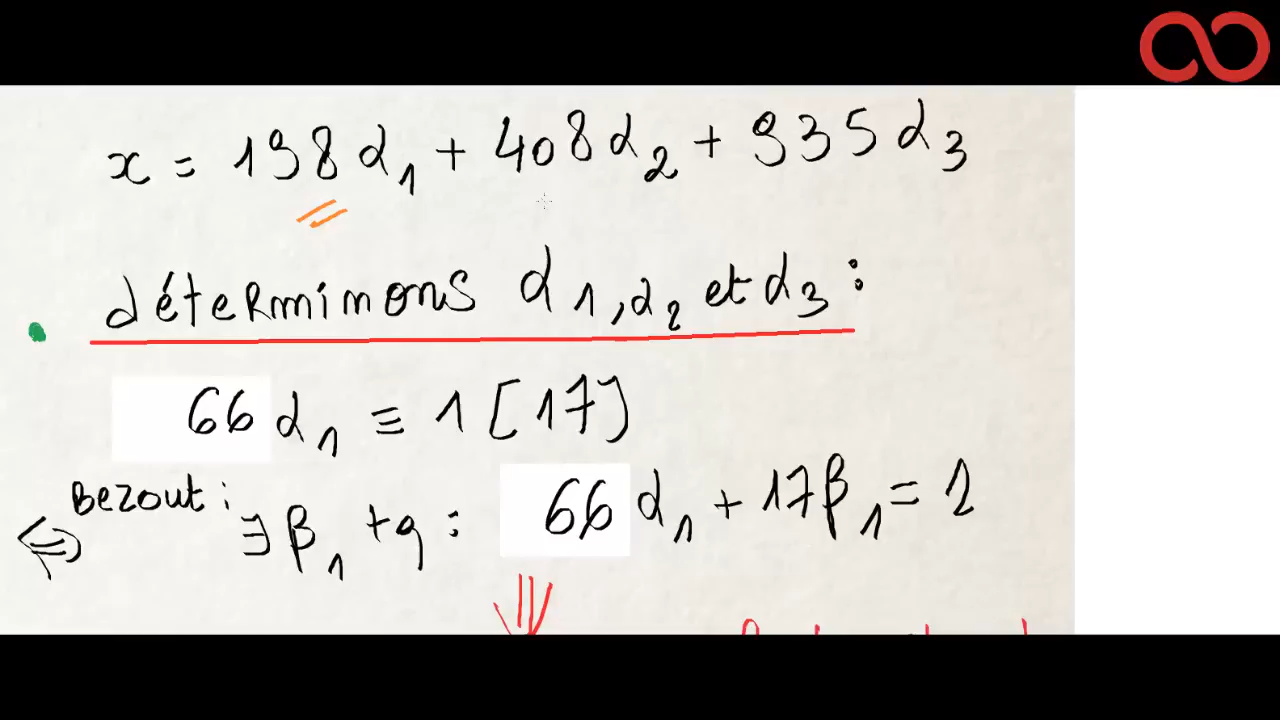 x = 198 α₁ + 408 α₂ + 935 α₃
déterminons α₁, α₂ et α₃ :
66 α₁ ≡ 1 [17]
Bezout :
⇔ ∃ β₁ tq : 66 α₁ + 17 β₁ = 1